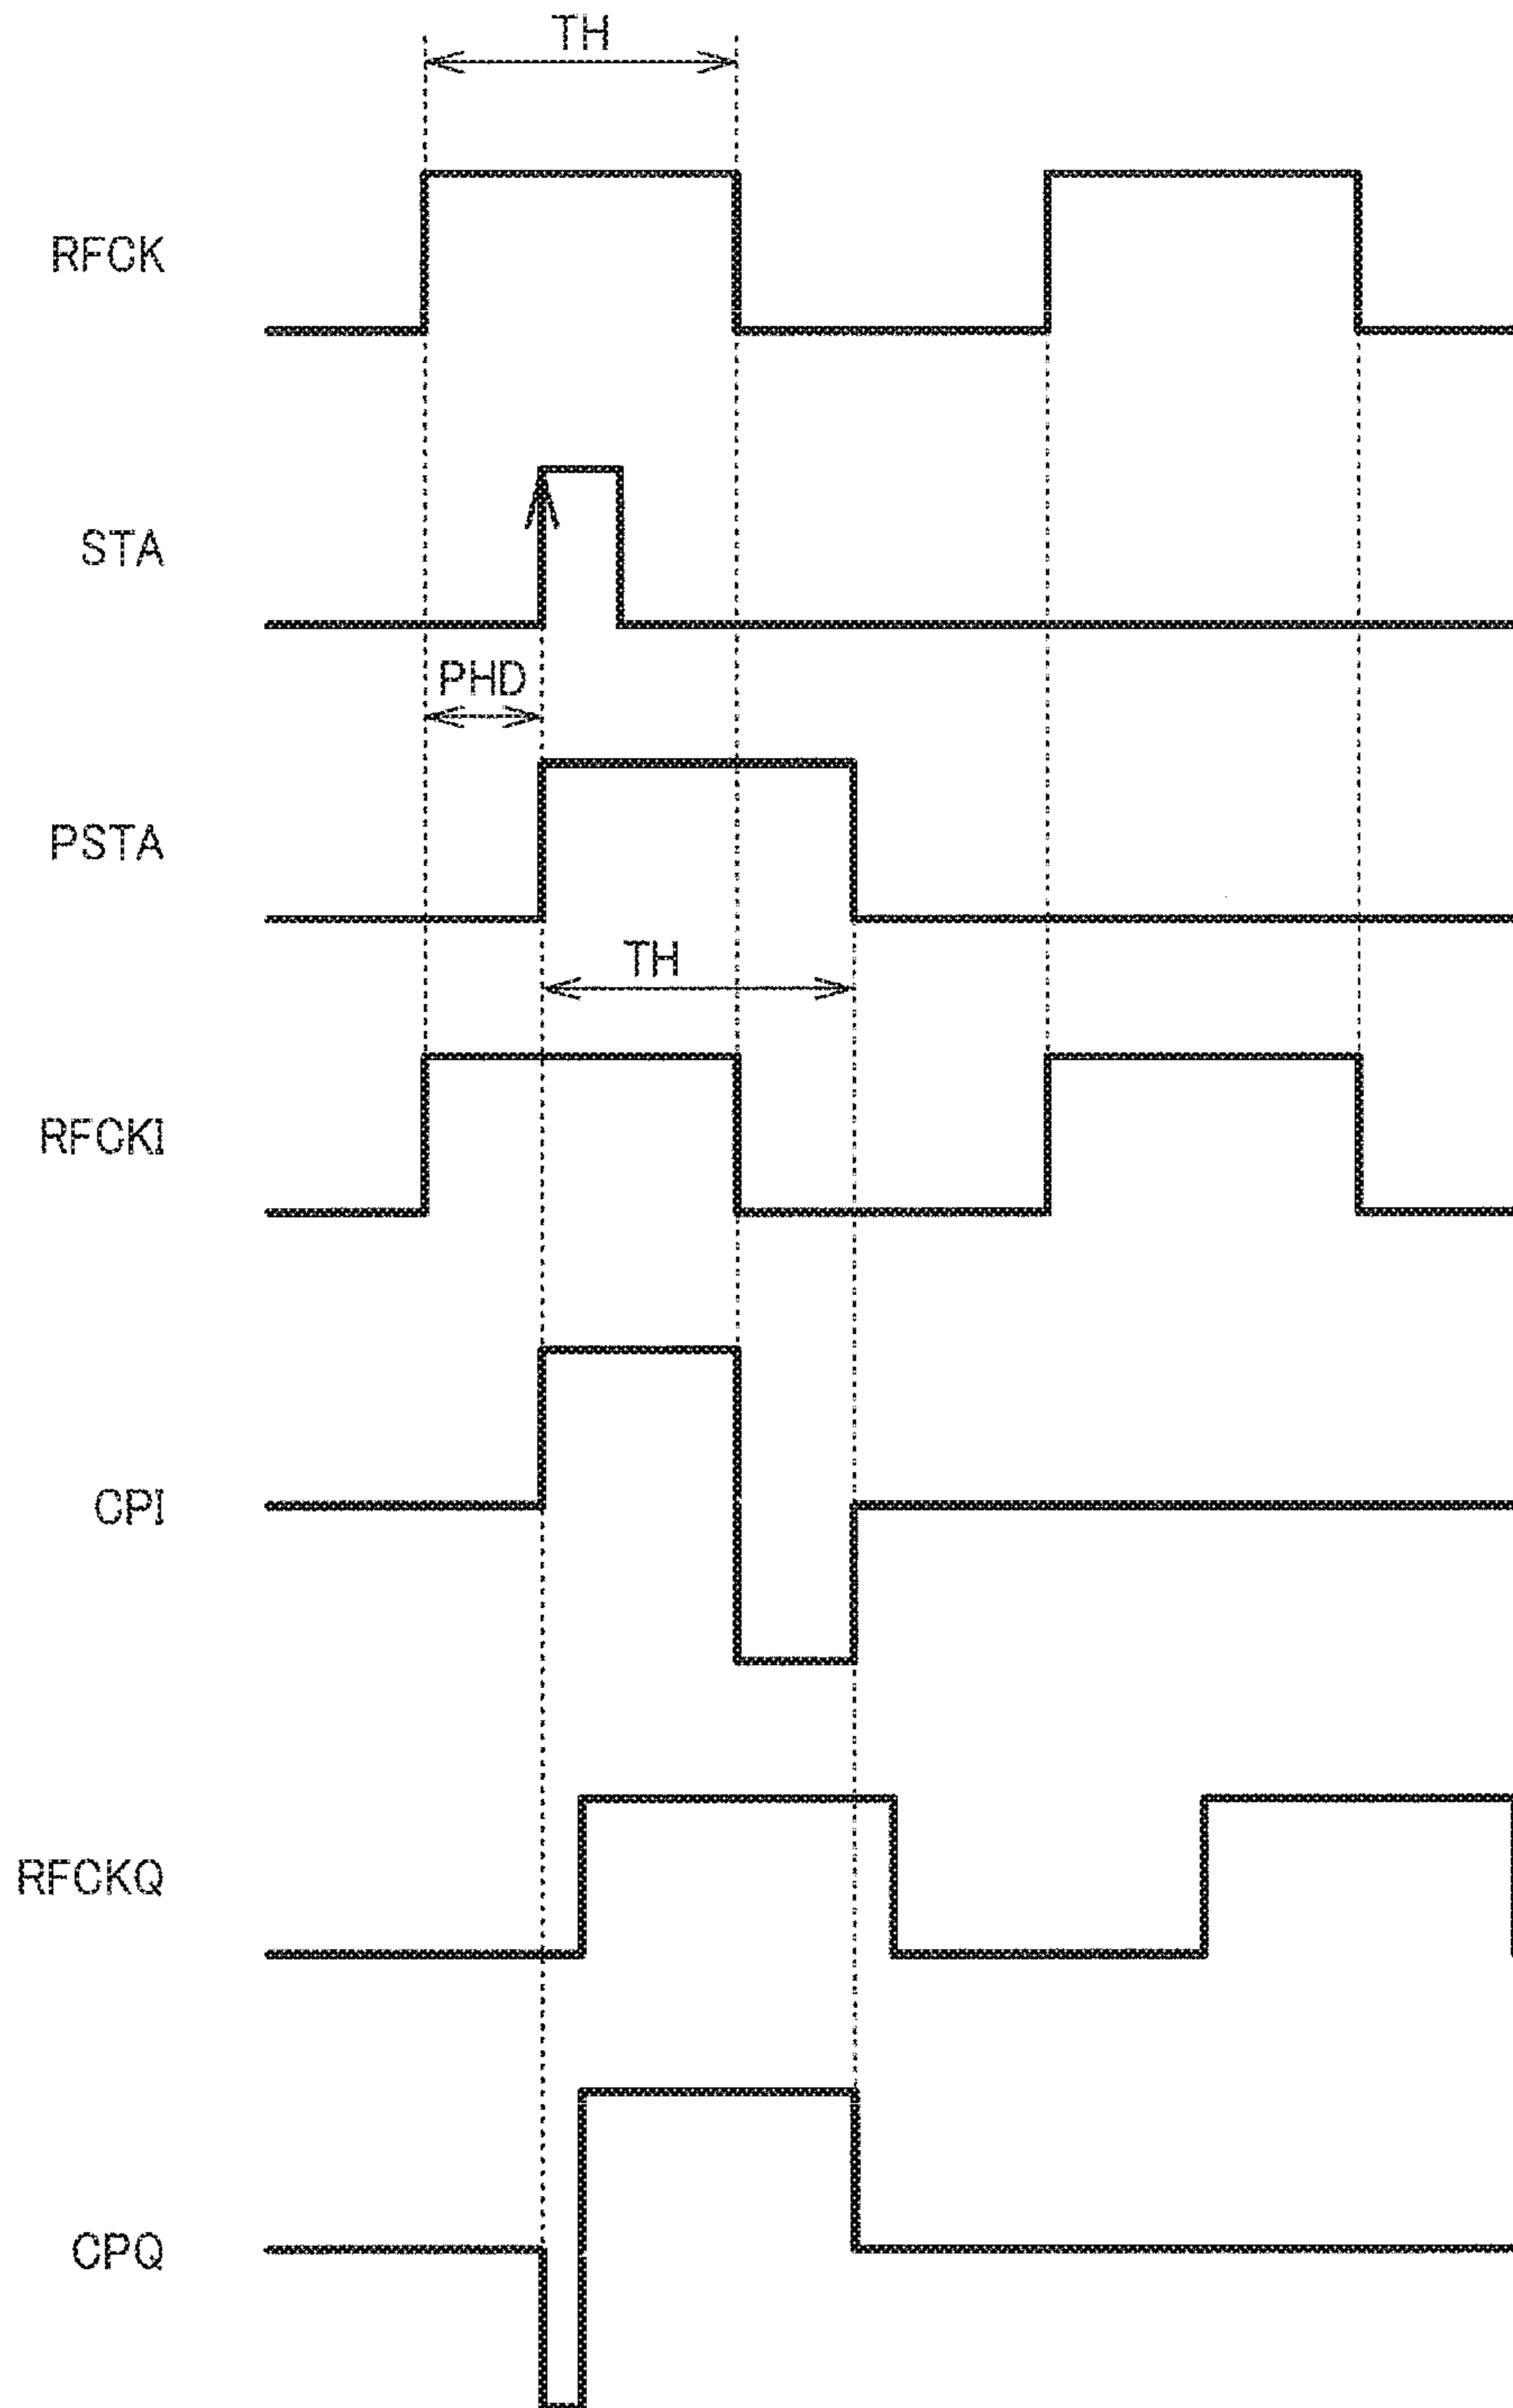 TH
RFCK
STA
PHD
PSTA
TH
RFCKI
CPI
RFCKQ
CPQ